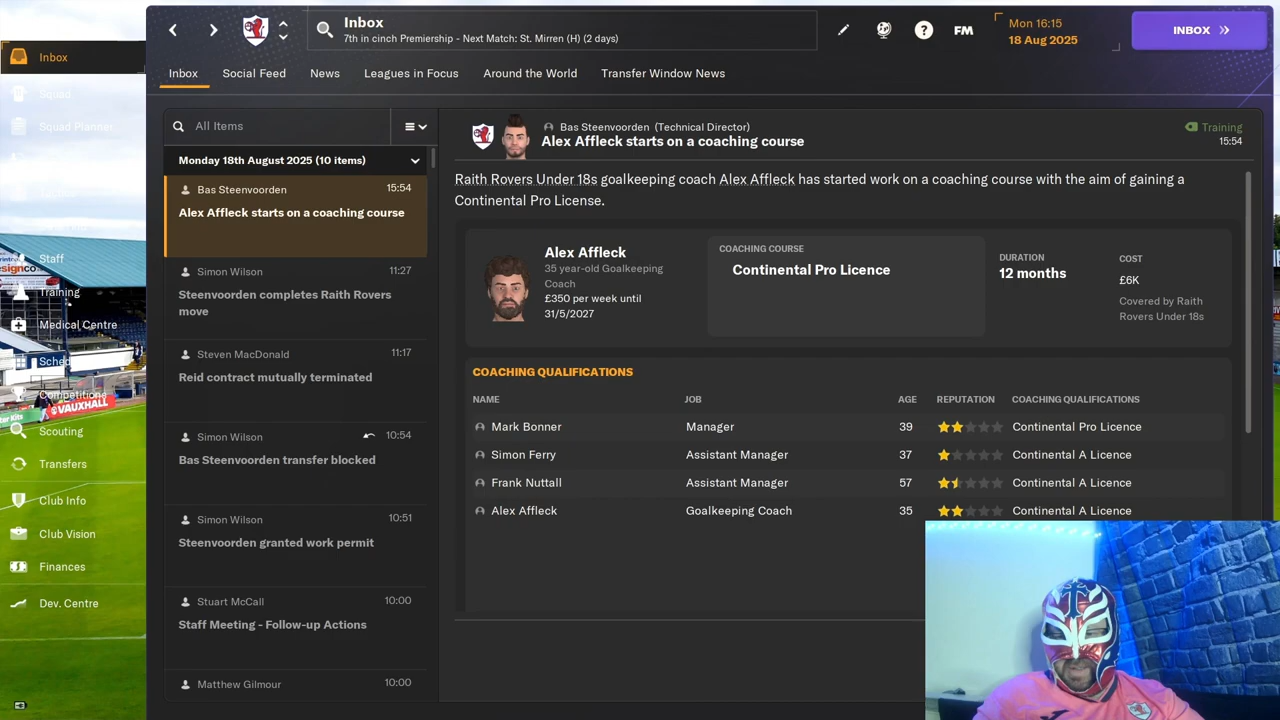 Inbox
7th in cinch Premiership - Next Match: St. Mirren (H) (2 days)
?
FM
Mon 16:15
18 Aug 2025
INBOX
Inbox
Squad
Squad Planner
Staff
Training
Medical Centre
Sched
Competitions
VAUXHALL
Scouting
Transfers
Club Info
Club Vision
Finances
Dev. Centre
Inbox
Social Feed
News
Leagues in Focus
Around the World
Transfer Window News
All Items
Monday 18th August 2025 (10 items)
Bas Steenvoorden 15:54
Alex Affleck starts on a coaching course
Simon Wilson 11:27
Steenvoorden completes Raith Rovers
move
Steven MacDonald 11:17
Reid contract mutually terminated
Simon Wilson 10:54
Bas Steenvoorden transfer blocked
Simon Wilson 10:51
Steenvoorden granted work permit
Stuart McCall 10:00
Staff Meeting - Follow-up Actions
Matthew Gilmour 10:00
Bas Steenvoorden (Technical Director)
Alex Affleck starts on a coaching course
Training
15:54
Raith Rovers Under 18s goalkeeping coach Alex Affleck has started work on a coaching course with the aim of gaining a
Continental Pro License.
Alex Affleck
35 year-old Goalkeeping
Coach
£350 per week until
31/5/2027
COACHING COURSE
Continental Pro Licence
DURATION
12 months
COST
£6K
Covered by Raith
Rovers Under 18s
COACHING QUALIFICATIONS
NAME JOB AGE REPUTATION COACHING QUALIFICATIONS
Mark Bonner Manager 39 Continental Pro Licence
Simon Ferry Assistant Manager 37 Continental A Licence
Frank Nuttall Assistant Manager 57 Continental A Licence
Alex Affleck Goalkeeping Coach 35 Continental A Licence